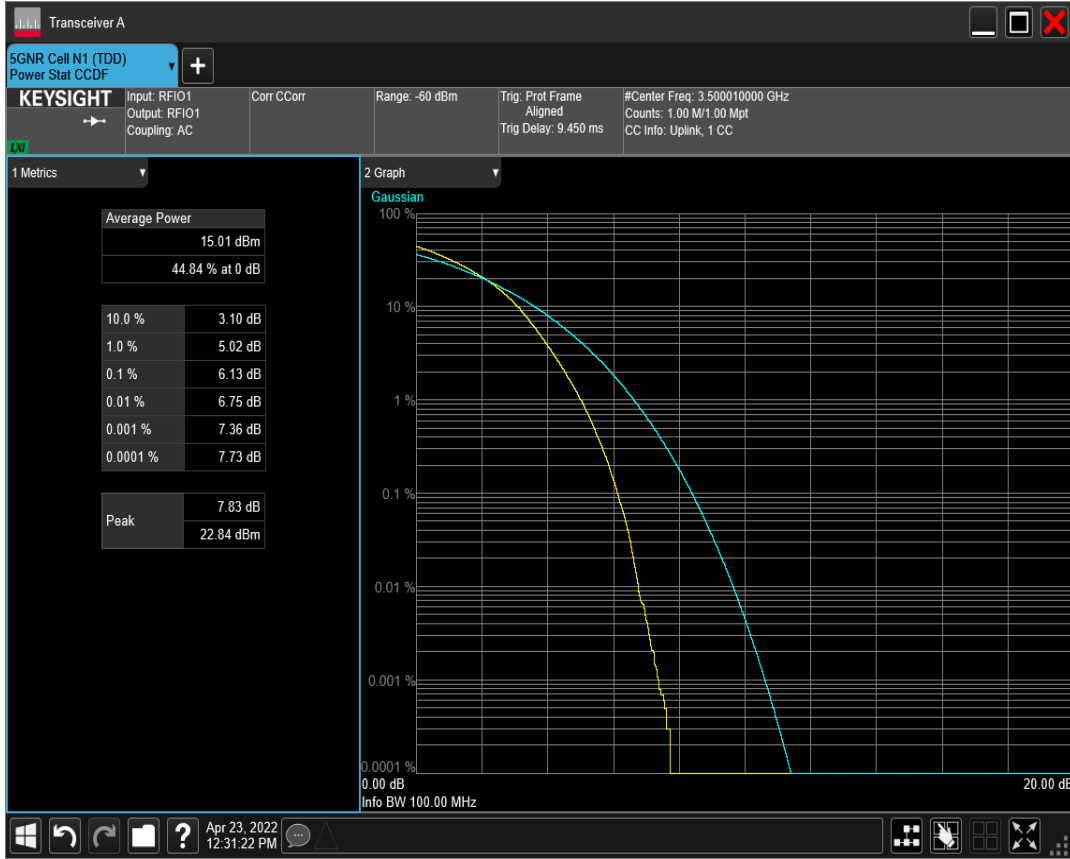 Transceiver A
5GNR Cell N1 (TDD)
Power Stat CCDF
+
KEYSIGHT
LXI
Input: RFIO1
Output: RFIO1
Coupling: AC
Corr CCorr
Range: -60 dBm
Trig: Prot Frame
Aligned
Trig Delay: 9.450 ms
#Center Freq: 3.500010000 GHz
Counts: 1.00 M/1.00 Mpt
CC Info: Uplink, 1 CC
1 Metrics
Average Power
15.01 dBm
44.84 % at 0 dB
10.0 % 3.10 dB
1.0 % 5.02 dB
0.1 % 6.13 dB
0.01 % 6.75 dB
0.001 % 7.36 dB
0.0001 % 7.73 dB
Peak
7.83 dB
22.84 dBm
2 Graph
Gaussian
100 %
10 %
1 %
0.1 %
0.01 %
0.001 %
0.0001 %
0.00 dB
20.00 dB
Info BW 100.00 MHz
?
Apr 23, 2022
12:31:22 PM